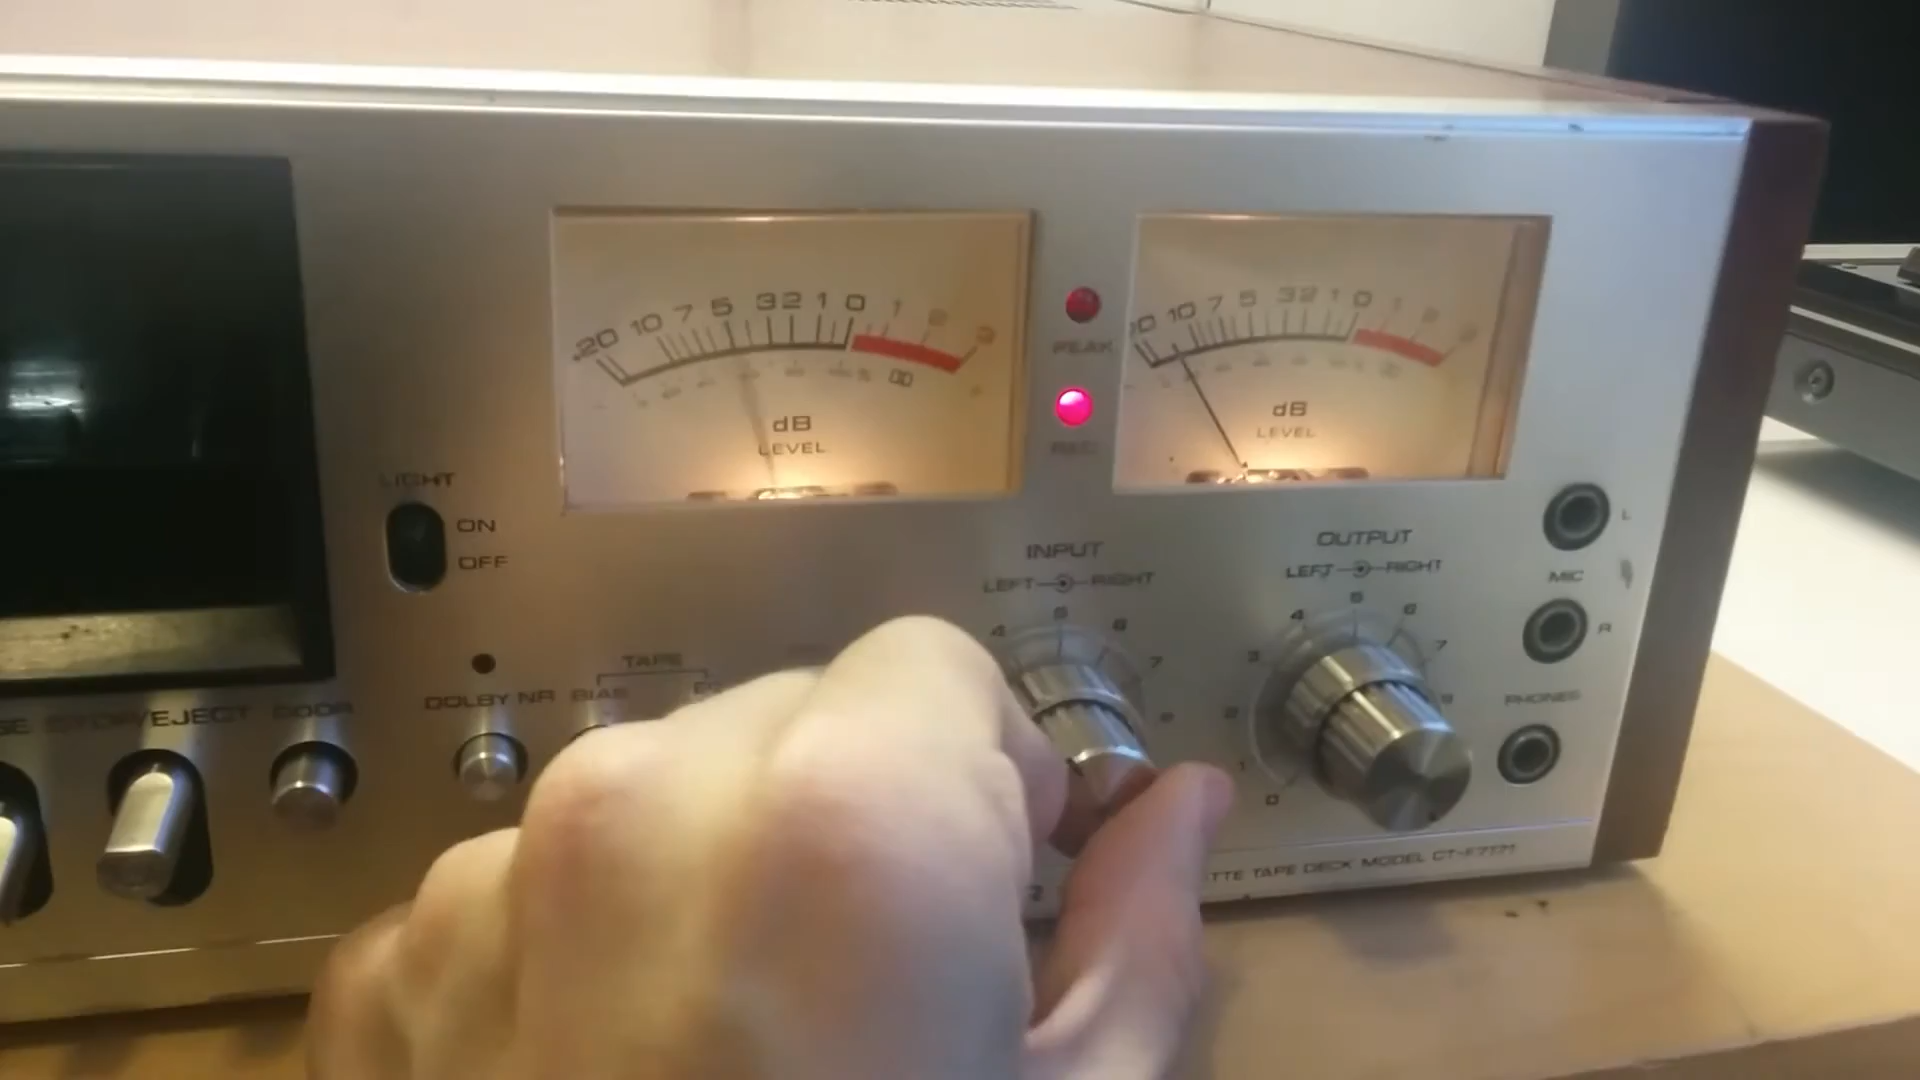 20 10 7 5 3 2 1 0 1 2 3
dB
LEVEL
PEAK
REC
10 7 5 3 2 1 0 1 2 3
dB
LEVEL
LIGHT
ON
OFF
INPUT
LEFT RIGHT
4 5 6 7 8
OUTPUT
LEFT RIGHT
0 1 2 3 4 5 6 7 8
L
MIC
R
PHONES
STOP/EJECT
DOOR
DOLBY NR
TAPE
BIAS
TTE TAPE DECK MODEL CT-F7171